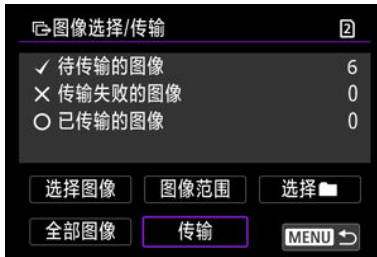 图像选择/传输 2
待传输的图像 6
传输失败的图像 0
已传输的图像 0
选择图像 图像范围 选择
全部图像 传输 MENU